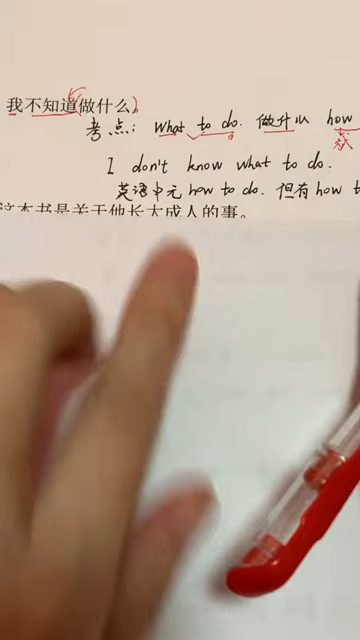 我不知道做什么。
考点: what to do. 做什么 how
I don't know what to do.
英语中无 how to do. 但有 how t
这本书是关于他长大成人的事。